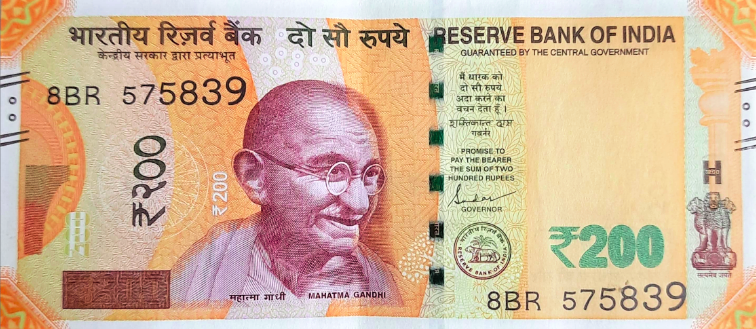 भारतीय रिज़र्व बैंक
केन्द्रीय सरकार द्वारा प्रत्याभूत
दो सौ रुपये
RESERVE BANK OF INDIA
GUARANTEED BY THE CENTRAL GOVERNMENT
8BR 575839
₹२००
₹200
मैं धारक को
दो सौ रुपये
अदा करने का
वचन देता हूँ।
शक्तिकान्त दास
गवर्नर
PROMISE TO
PAY THE BEARER
THE SUM OF TWO
HUNDRED RUPEES
GOVERNOR
भारतीय रिज़र्व बैंक
RESERVE BANK OF INDIA
₹200
सत्यमेव जयते
महात्मा गांधी
MAHATMA GANDHI
8BR 575839